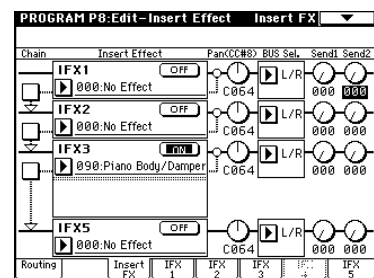 PROGRAM P8:Edit-Insert Effect Insert FX
Chain Insert Effect Pan(CC#8) BUS Sel. Send1 Send2
IFX1 OFF
000:No Effect C064 L/R 000 000
IFX2 OFF
000:No Effect C064 L/R 000 000
IFX3 ON
090:Piano Body/Damper C064 L/R 000 000
IFX5 OFF
000:No Effect C064 L/R 000 000
Routing Insert FX IFX 1 IFX 2 IFX 3 IFX 5